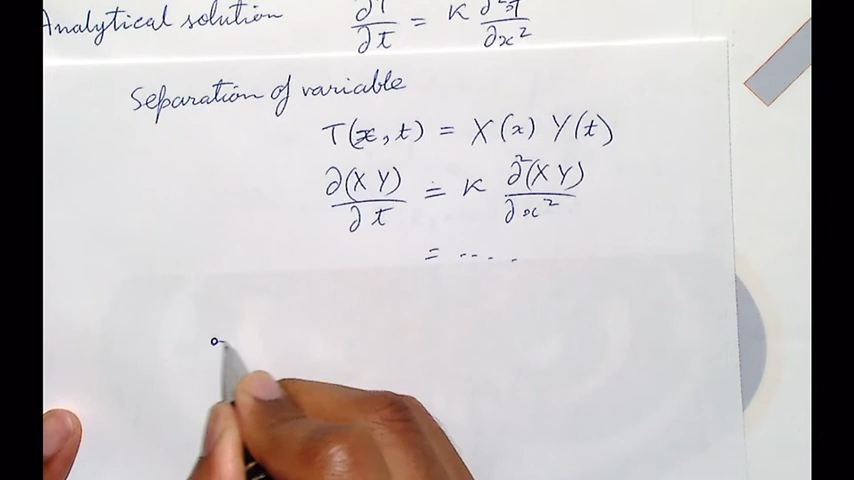 Analytical solution ∂T/∂t = K ∂²T/∂x²
Separation of variable
T(x,t) = X(x) Y(t)
∂(X Y)/∂t = K ∂²(X Y)/∂x²
= .....